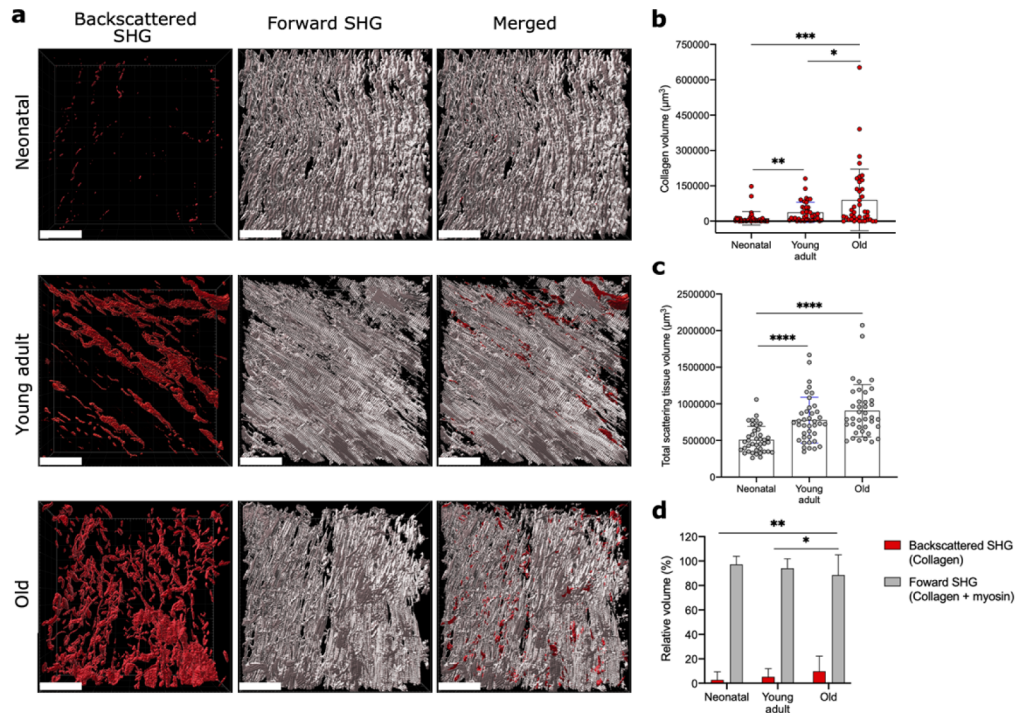 a
Backscattered
SHG
Forward SHG
Merged
Neonatal
Young adult
Old
b
Collagen volume (µm³)
750000
600000
450000
300000
150000
0
***
*
**
Neonatal
Young
adult
Old
c
Total scattering tissue volume (µm³)
2500000
2000000
1500000
1000000
500000
0
****
****
Neonatal
Young
adult
Old
d
Relative volume (%)
120
100
80
60
40
20
0
**
*
Neonatal
Young
adult
Old
Backscattered SHG
(Collagen)
Foward SHG
(Collagen + myosin)